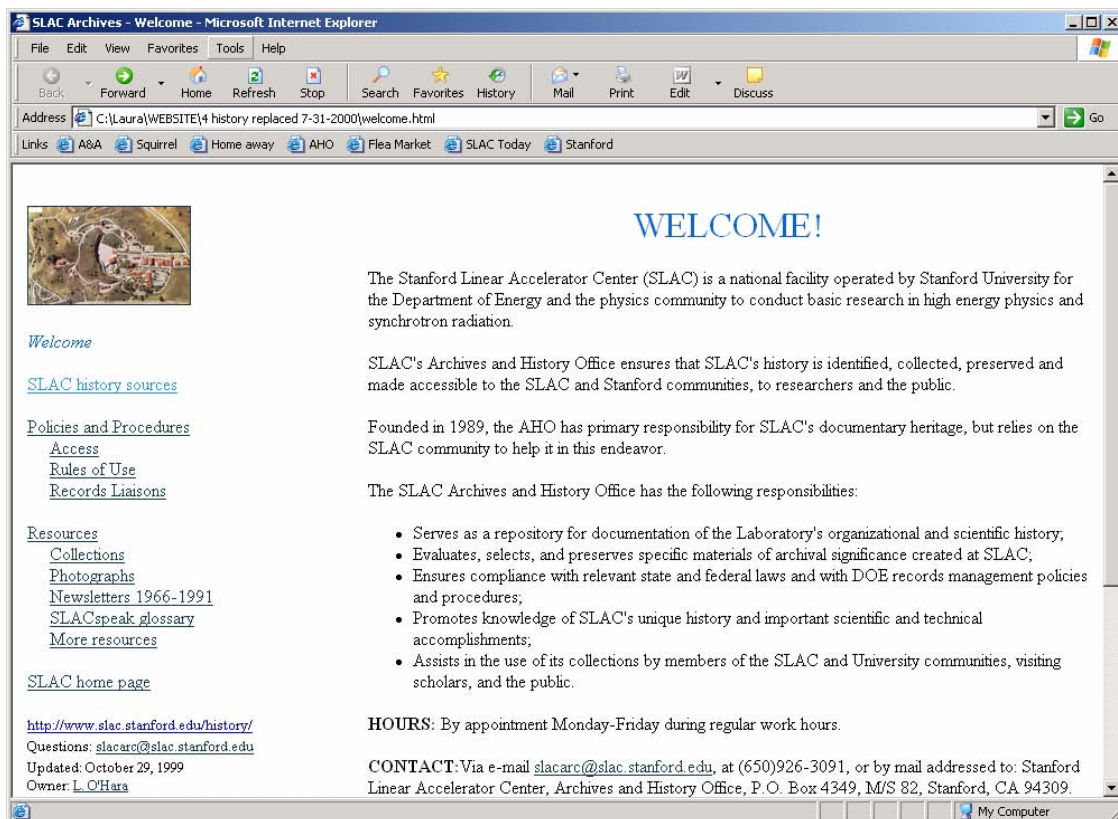 SLAC Archives - Welcome - Microsoft Internet Explorer
File Edit View Favorites Tools Help
Back Forward Home Refresh Stop Search Favorites History Mail Print Edit Discuss
Address C:\Laura\WEBSITE\4 history replaced 7-31-2000\welcome.html Go
Links A&A Squirrel Home away AHO Flea Market SLAC Today Stanford
Welcome
SLAC history sources
Policies and Procedures
Access
Rules of Use
Records Liaisons
Resources
Collections
Photographs
Newsletters 1966-1991
SLACspeak glossary
More resources
SLAC home page
http://www.slac.stanford.edu/history/
Questions: slacarc@slac.stanford.edu
Updated: October 29, 1999
Owner: L. O'Hara
WELCOME!
The Stanford Linear Accelerator Center (SLAC) is a national facility operated by Stanford University for
the Department of Energy and the physics community to conduct basic research in high energy physics and
synchrotron radiation.
SLAC's Archives and History Office ensures that SLAC's history is identified, collected, preserved and
made accessible to the SLAC and Stanford communities, to researchers and the public.
Founded in 1989, the AHO has primary responsibility for SLAC's documentary heritage, but relies on the
SLAC community to help it in this endeavor.
The SLAC Archives and History Office has the following responsibilities:
• Serves as a repository for documentation of the Laboratory's organizational and scientific history;
• Evaluates, selects, and preserves specific materials of archival significance created at SLAC;
• Ensures compliance with relevant state and federal laws and with DOE records management policies
and procedures;
• Promotes knowledge of SLAC's unique history and important scientific and technical
accomplishments;
• Assists in the use of its collections by members of the SLAC and University communities, visiting
scholars, and the public.
HOURS: By appointment Monday-Friday during regular work hours.
CONTACT:Via e-mail slacarc@slac.stanford.edu, at (650)926-3091, or by mail addressed to: Stanford
Linear Accelerator Center, Archives and History Office, P.O. Box 4349, M/S 82, Stanford, CA 94309.
My Computer